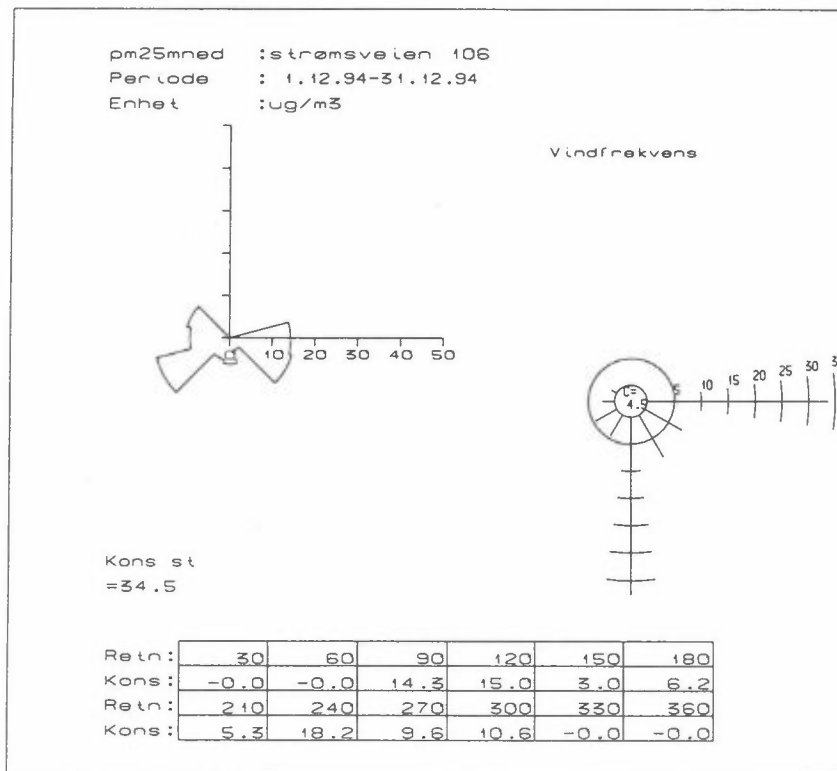 pm25mned :strømsveien 106
Periode : 1.12.94-31.12.94
Enhet :ug/m3
Vindfrekvens
10 20 30 40 50
C=
4.5
5 10 15 20 25 30 3
Kons st
=34.5
Retn: 30 60 90 120 150 180
Kons: -0.0 -0.0 14.3 15.0 3.0 6.2
Retn: 210 240 270 300 330 360
Kons: 5.3 18.2 9.6 10.6 -0.0 -0.0